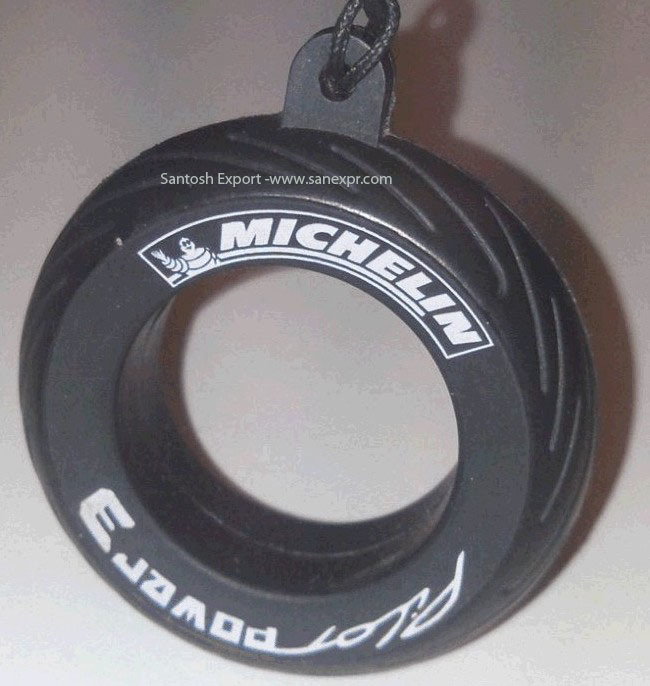 Santosh Export -www.sanexpr.com
MICHELIN
Pilot POWER 3